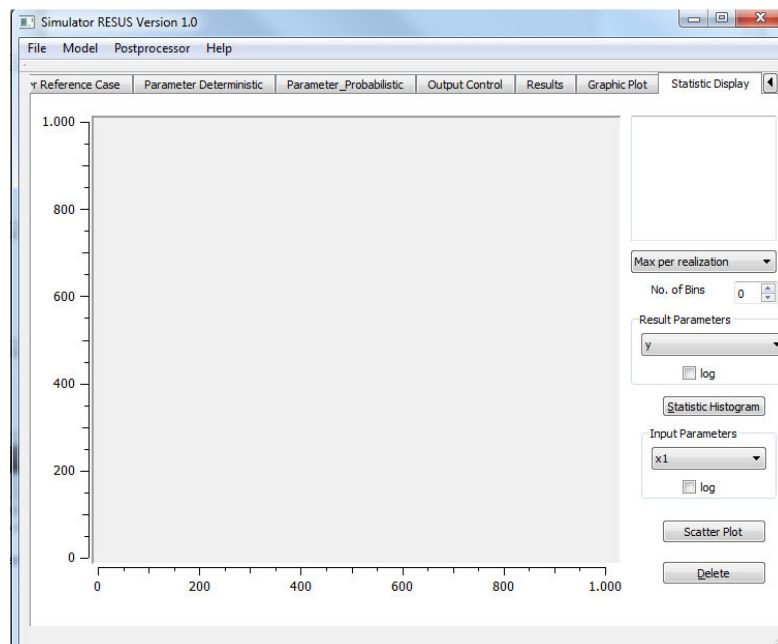 Simulator RESUS Version 1.0
File Model Postprocessor Help
r Reference Case Parameter Deterministic Parameter_Probabilistic Output Control Results Graphic Plot Statistic Display
1.000
800
600
400
200
0
0 200 400 600 800 1.000
Max per realization
No. of Bins 0
Result Parameters
y
log
Statistic Histogram
Input Parameters
x1
log
Scatter Plot
Delete